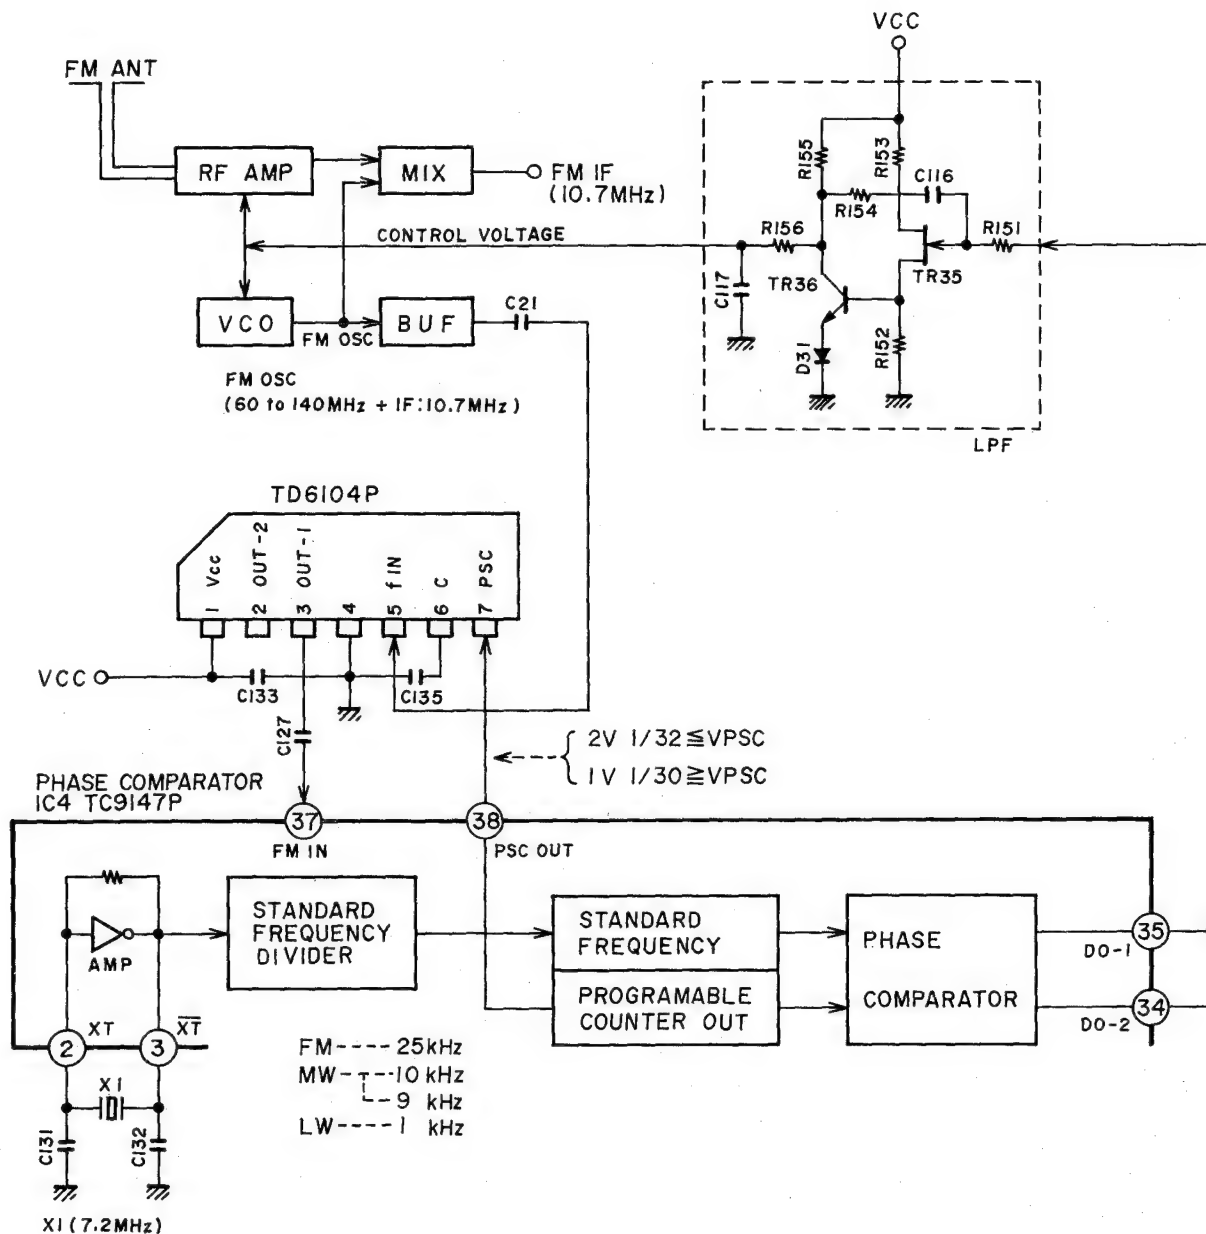 VCC
FM ANT
RF AMP
MIX
FM IF
(10.7MHz)
R155
R153
C116
R154
R156
R151
CONTROL VOLTAGE
C117
TR36
TR35
VCO
FM OSC
BUF
C21
D31
R152
FM OSC
(60 to 140MHz + IF:10.7MHz)
LPF
TD6104P
Vcc
OUT-2
OUT-1
fIN
C
PSC
1
2
3
4
5
6
7
VCC
C133
C135
C127
2V 1/32≦VPSC
1V 1/30≧VPSC
PHASE COMPARATOR
IC4 TC9147P
37
38
FM IN
PSC OUT
AMP
STANDARD
FREQUENCY
DIVIDER
STANDARD
FREQUENCY
PROGRAMABLE
COUNTER OUT
PHASE
COMPARATOR
35
DO-1
34
DO-2
2
XT
3
X̅T̅
X1
C131
C132
FM----25kHz
MW----10 kHz
--9 kHz
LW----1 kHz
X1(7.2MHz)